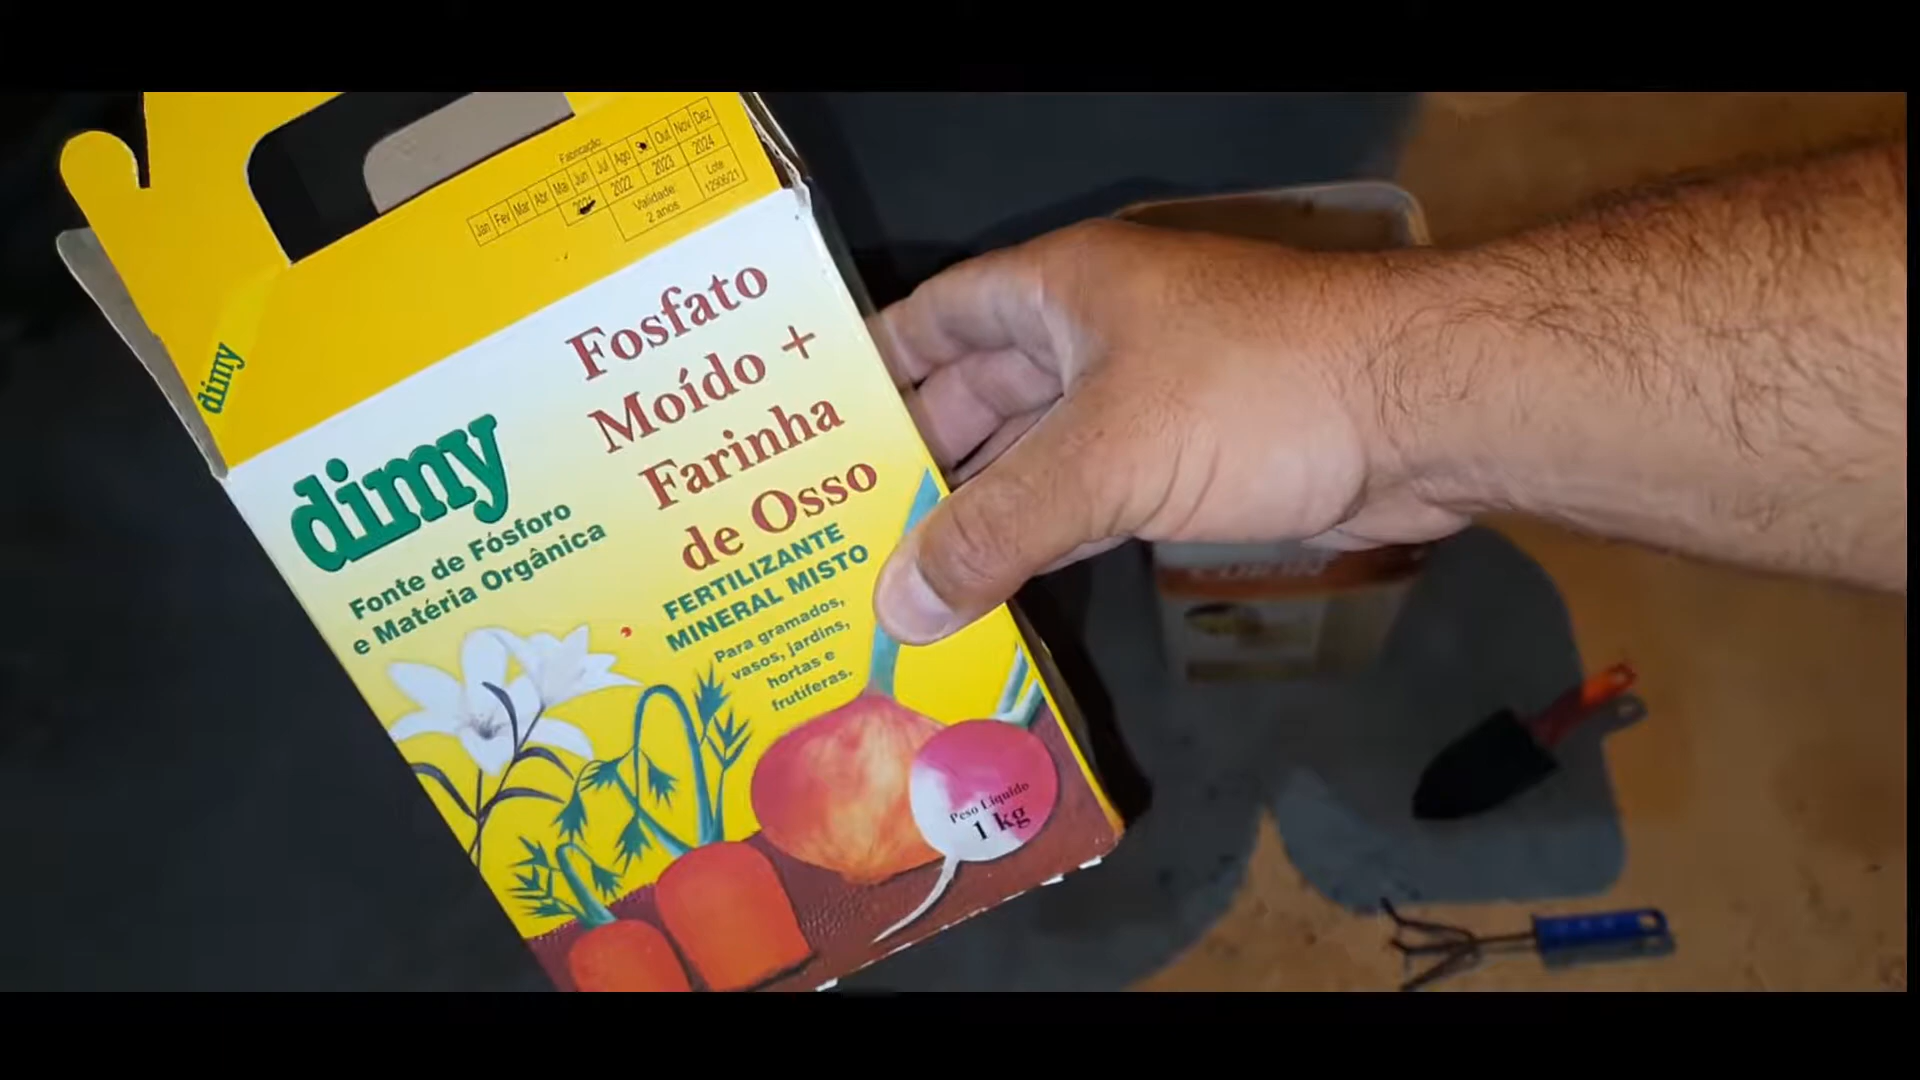 Fabricação:
Jan Fev Mar Abr Mai Jun Jul Ago Out Nov Dez
2022 2023 2024
Validade:
2 anos
Lote
12906/21
dimy
Fosfato
Moído +
Farinha
de Osso
dimy
Fonte de Fósforo
e Matéria Orgânica
FERTILIZANTE
MINERAL MISTO
Para gramados,
vasos, jardins,
hortas e
frutíferas.
Peso Líquido
1 kg